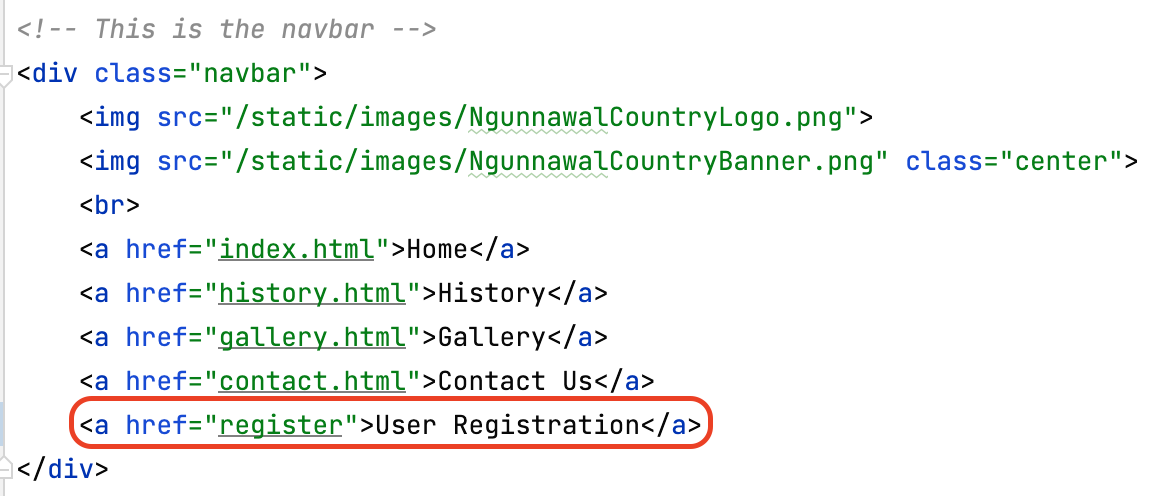 <!-- This is the navbar -->
<div class="navbar">
    <img src="/static/images/NgunnawalCountryLogo.png">
    <img src="/static/images/NgunnawalCountryBanner.png" class="center">
    <br>
    <a href="index.html">Home</a>
    <a href="history.html">History</a>
    <a href="gallery.html">Gallery</a>
    <a href="contact.html">Contact Us</a>
    <a href="register">User Registration</a>
</div>